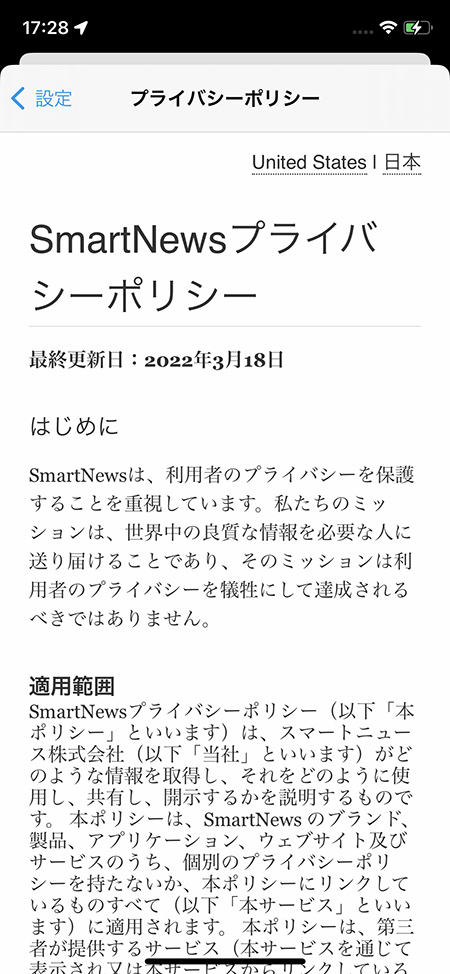 17:28
設定
プライバシーポリシー
United States | 日本
SmartNewsプライバ
シーポリシー
最終更新日：2022年3月18日
はじめに
SmartNewsは、利用者のプライバシーを保護
することを重視しています。私たちのミッ
ションは、世界中の良質な情報を必要な人に
送り届けることであり、そのミッションは利
用者のプライバシーを犠牲にして達成される
べきではありません。
適用範囲
SmartNewsプライバシーポリシー（以下「本
ポリシー」といいます）は、スマートニュー
ス株式会社（以下「当社」といいます）がど
のような情報を取得し、それをどのように使
用し、共有し、開示するかを説明するもので
す。 本ポリシーは、SmartNews のブランド、
製品、アプリケーション、ウェブサイト及び
サービスのうち、個別のプライバシーポリ
シーを持たないか、本ポリシーにリンクして
いるものすべて（以下「本サービス」といい
ます）に適用されます。 本ポリシーは、第三
者が提供するサービス（本サービスを通じて
表示され又は本サービスからリンクしている